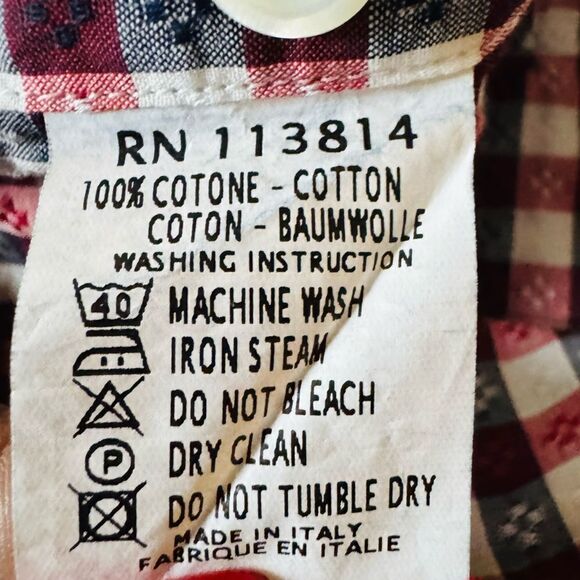 RN 113814
100% COTONE - COTTON
COTON - BAUMWOLLE
WASHING INSTRUCTION
40 MACHINE WASH
IRON STEAM
DO NOT BLEACH
P DRY CLEAN
DO NOT TUMBLE DRY
MADE IN ITALY
FABRIQUE EN ITALIE